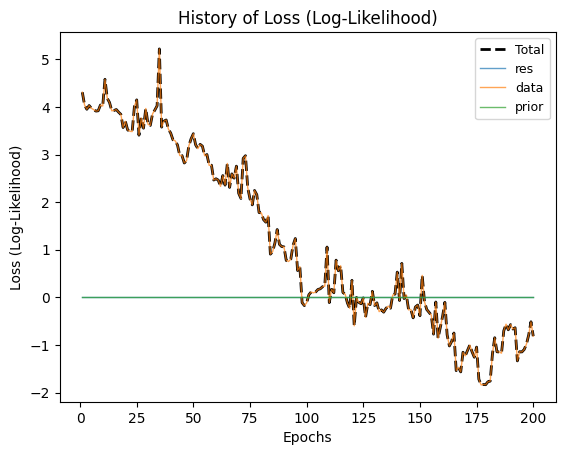 History of Loss (Log-Likelihood)
Total
res
data
prior
Loss (Log-Likelihood)
5
4
3
2
1
0
−1
−2
0 25 50 75 100 125 150 175 200
Epochs